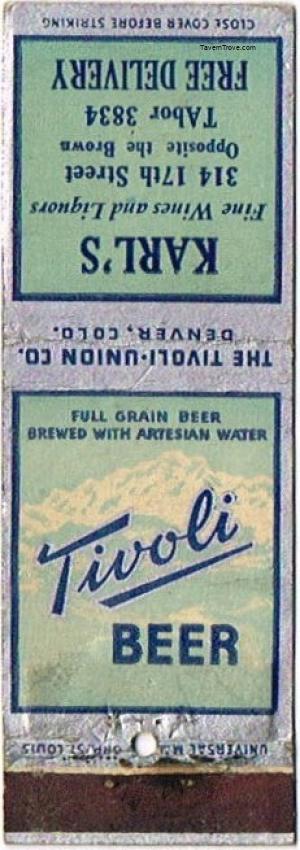 CLOSE COVER BEFORE STRIKING
TavernTrove.com
KARL'S
Fine Wines and Liquors
314 17th Street
Opposite the Brown
TAbor 3834
FREE DELIVERY
THE TIVOLI-UNION CO.
DENVER, COLO.
FULL GRAIN BEER
BREWED WITH ARTESIAN WATER
Tivoli
BEER
UNIVERSAL ST. LOUIS